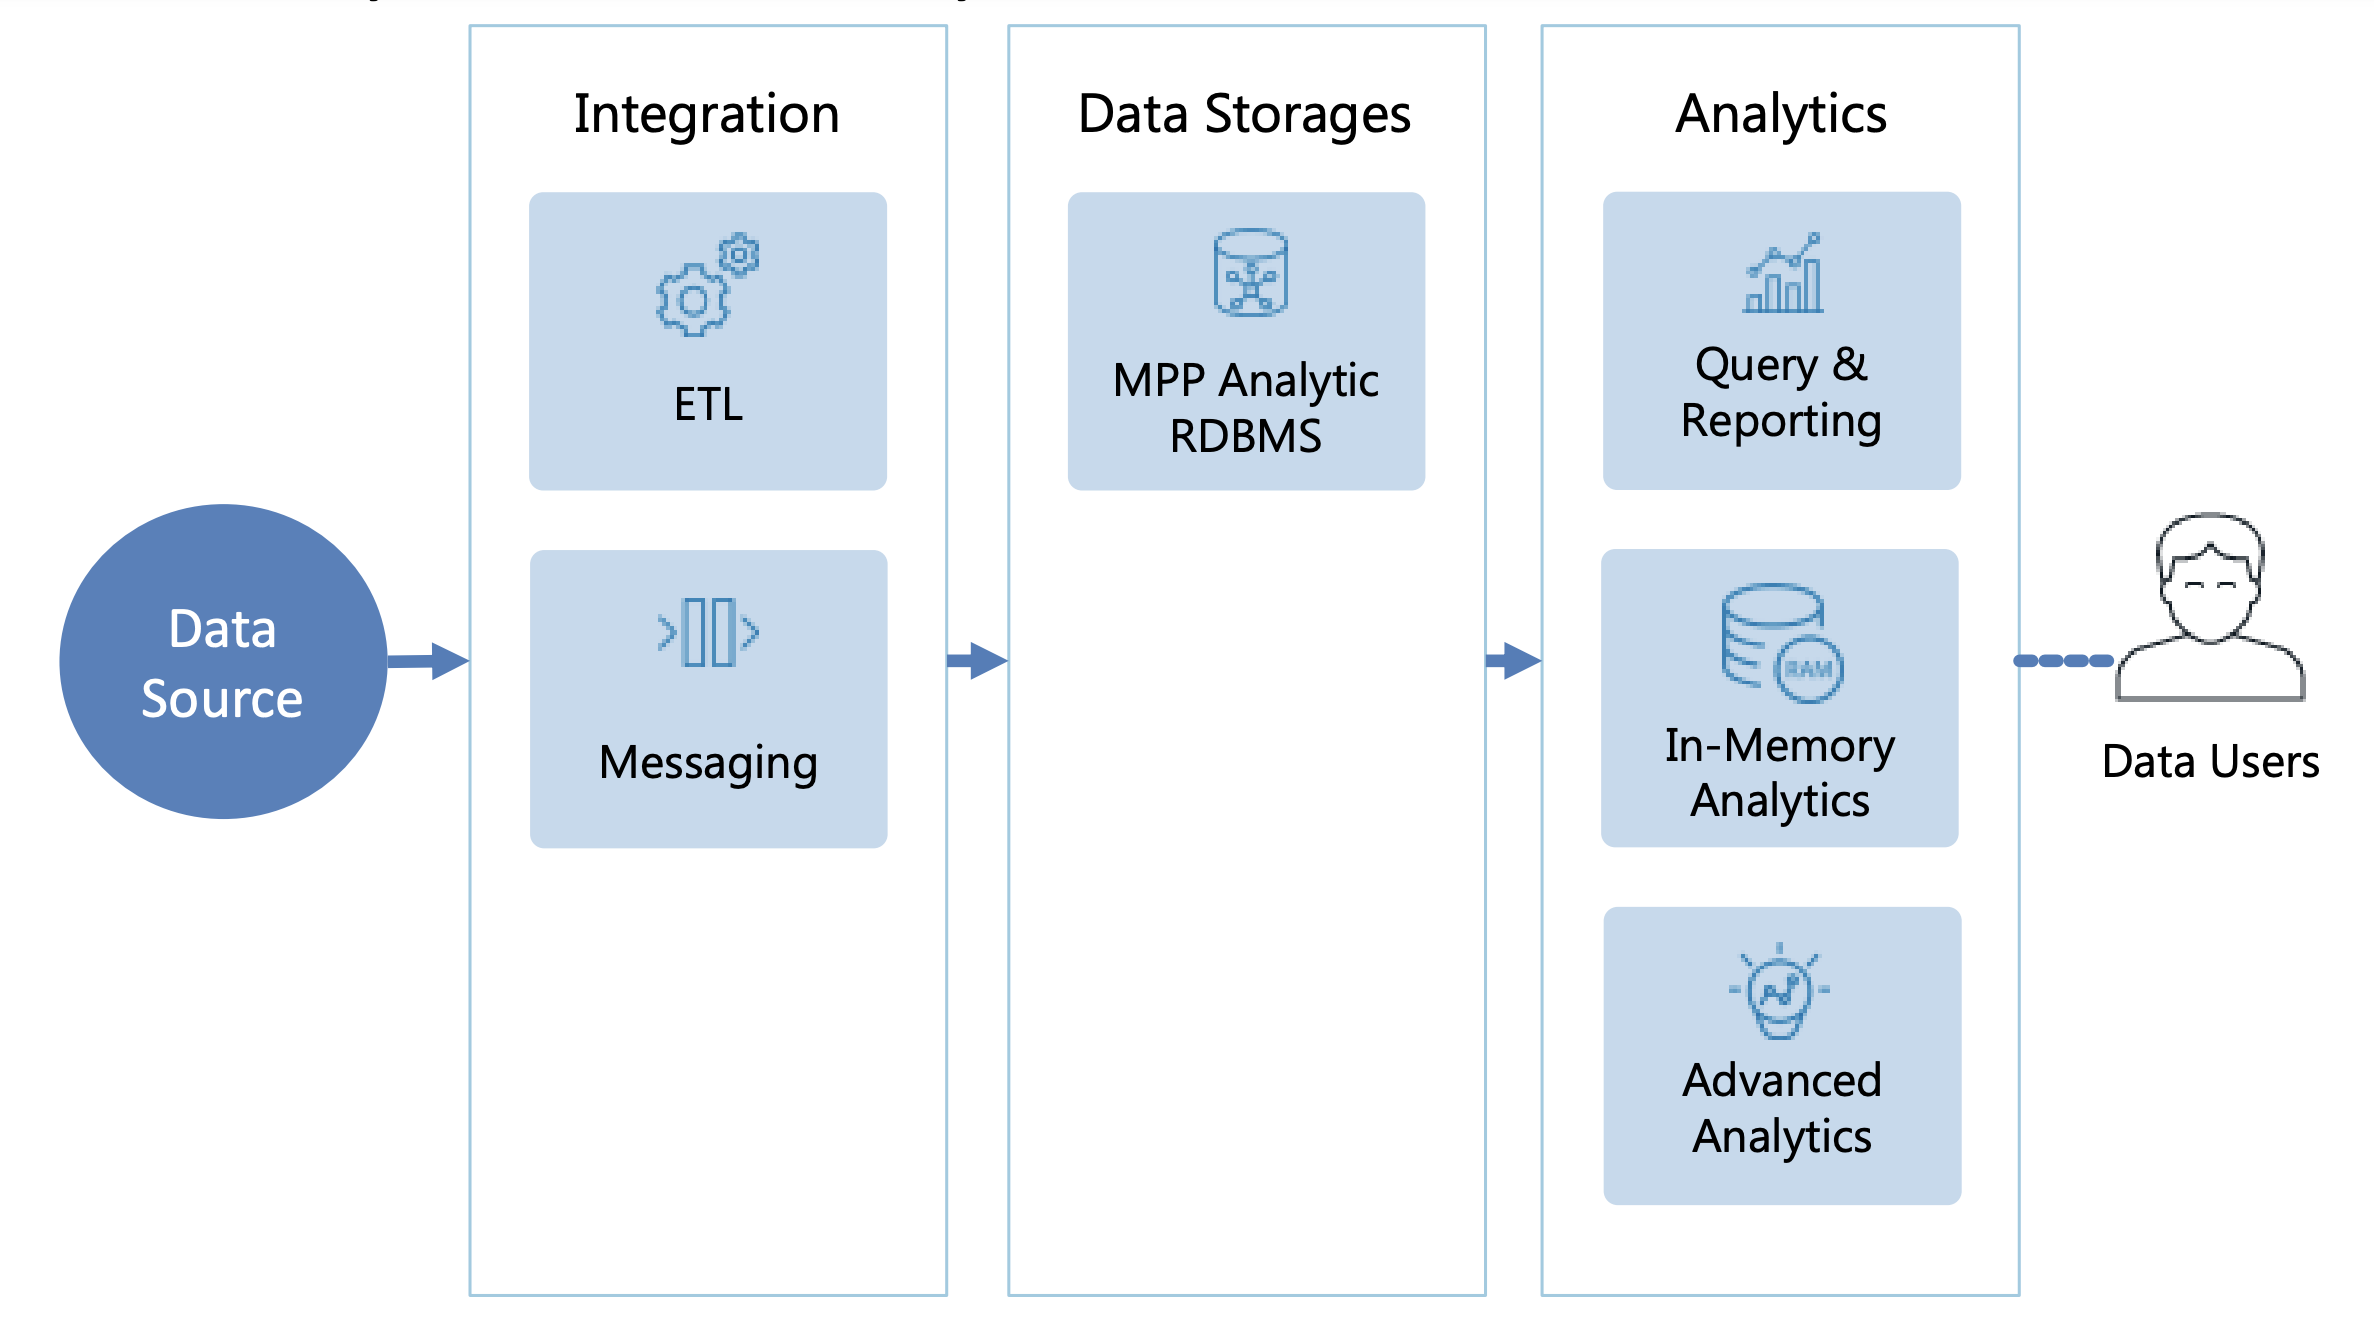 Integration
Data Storages
Analytics
ETL
MPP Analytic
RDBMS
Query &
Reporting
Data
Source
Messaging
RAM
In-Memory
Analytics
Data Users
Advanced
Analytics